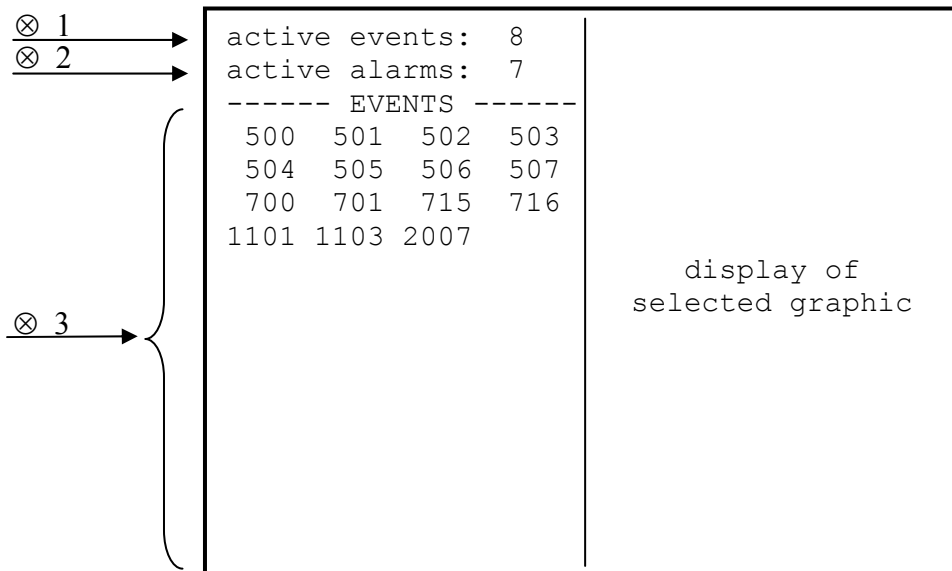 ⊗ 1
⊗ 2
active events: 8
active alarms: 7
------ EVENTS ------
500 501 502 503
504 505 506 507
700 701 715 716
1101 1103 2007
⊗ 3
display of
selected graphic